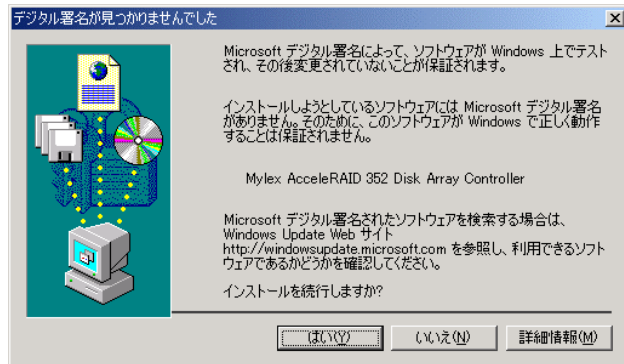 デジタル署名が見つかりませんでした
Microsoft デジタル署名によって、ソフトウェアが Windows 上でテスト
され、その後変更されていないことが保証されます。
インストールしようとしているソフトウェアには Microsoft デジタル署名
がありません。そのために、このソフトウェアが Windows で正しく動作
することは保証されません。
Mylex AcceleRAID 352 Disk Array Controller
Microsoft デジタル署名されたソフトウェアを検索する場合は、
Windows Update Web サイト
http://windowsupdate.microsoft.com を参照し、利用できるソフト
ウェアであるかどうかを確認してください。
インストールを続行しますか?
はい(Y) いいえ(N) 詳細情報(M)